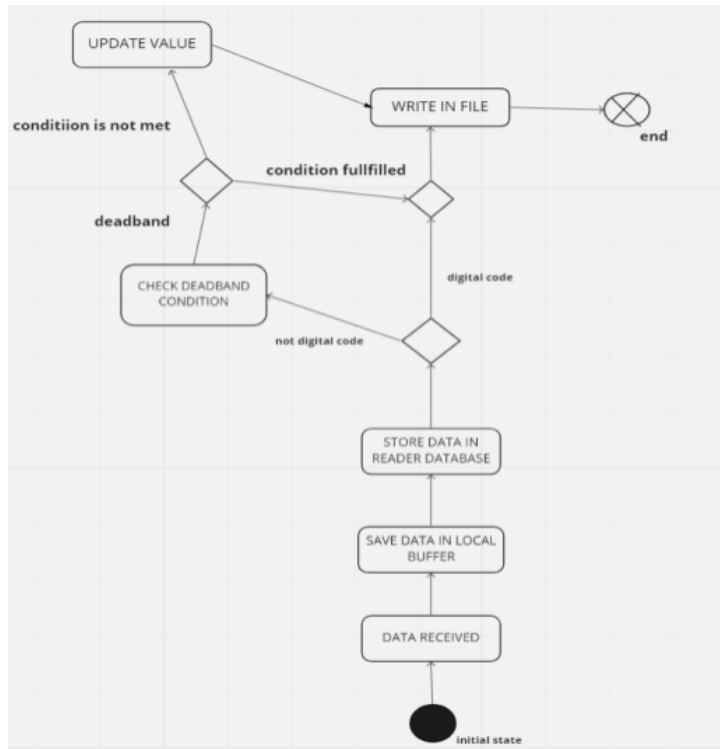 UPDATE VALUE
WRITE IN FILE
conditiion is not met
end
condition fullfilled
deadband
CHECK DEADBAND
CONDITION
digital code
not digital code
STORE DATA IN
READER DATABASE
SAVE DATA IN LOCAL
BUFFER
DATA RECEIVED
initial state